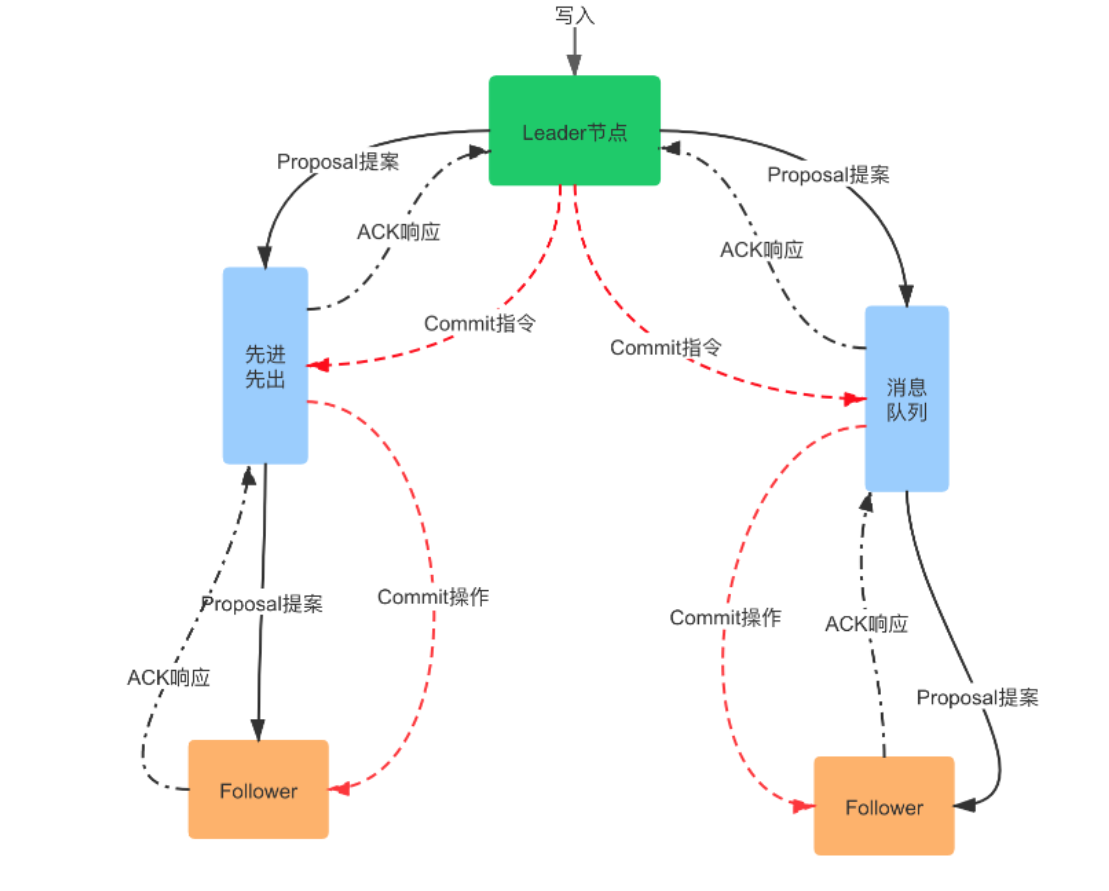 写入
Leader节点
Proposal提案
Proposal提案
ACK响应
ACK响应
Commit指令
Commit指令
先进
先出
消息
队列
Commit操作
Proposal提案
Commit操作
ACK响应
ACK响应
Proposal提案
Follower
Follower